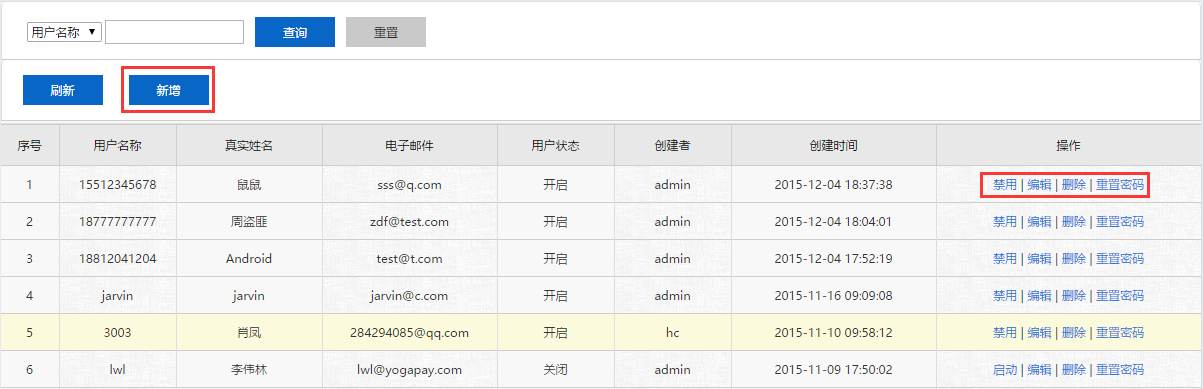 用户名称 ▼ 查询 重置
刷新 新增
序号 用户名称 真实姓名 电子邮件 用户状态 创建者 创建时间 操作
1 15512345678 鼠鼠 sss@q.com 开启 admin 2015-12-04 18:37:38 禁用 | 编辑 | 删除 | 重置密码
2 18777777777 周盗匪 zdf@test.com 开启 admin 2015-12-04 18:04:01 禁用 | 编辑 | 删除 | 重置密码
3 18812041204 Android test@t.com 开启 admin 2015-12-04 17:52:19 禁用 | 编辑 | 删除 | 重置密码
4 jarvin jarvin jarvin@c.com 开启 admin 2015-11-16 09:09:08 禁用 | 编辑 | 删除 | 重置密码
5 3003 肖凤 284294085@qq.com 开启 hc 2015-11-10 09:58:12 禁用 | 编辑 | 删除 | 重置密码
6 lwl 李伟林 lwl@yogapay.com 关闭 admin 2015-11-09 17:50:02 启动 | 编辑 | 删除 | 重置密码